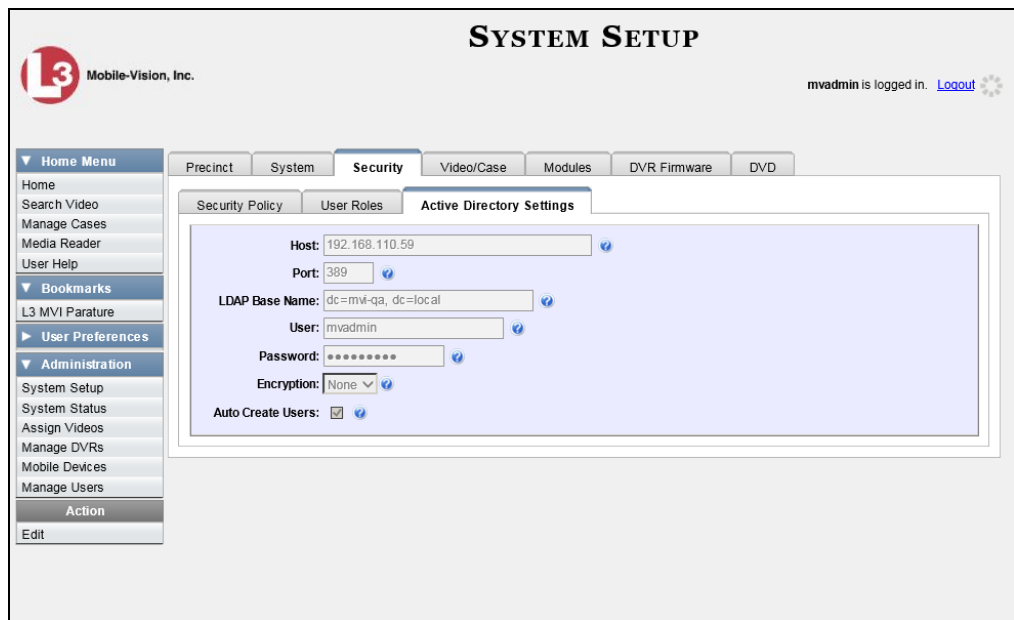 SYSTEM SETUP
L3 Mobile-Vision, Inc.
mvadmin is logged in. Logout
Home Menu
Home
Search Video
Manage Cases
Media Reader
User Help
Bookmarks
L3 MVI Parature
User Preferences
Administration
System Setup
System Status
Assign Videos
Manage DVRs
Mobile Devices
Manage Users
Action
Edit
Precinct System Security Video/Case Modules DVR Firmware DVD
Security Policy User Roles Active Directory Settings
Host: 192.168.110.59 ?
Port: 389 ?
LDAP Base Name: dc=mvi-qa, dc=local ?
User: mvadmin ?
Password: ●●●●●●●●● ?
Encryption: None ?
Auto Create Users: ?